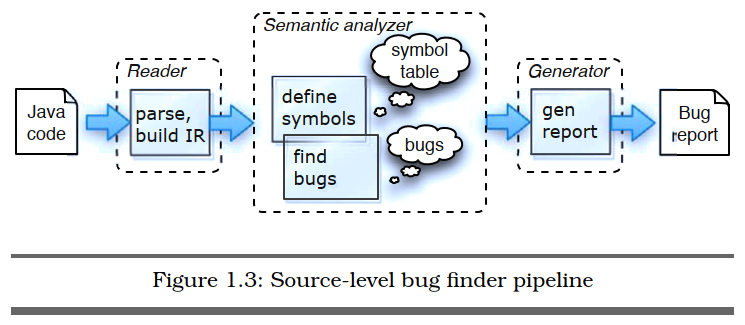 Semantic analyzer
symbol
table
Reader
Generator
Java
code
parse,
build IR
define
symbols
find
bugs
bugs
gen
report
Bug
report
Figure 1.3: Source-level bug finder pipeline